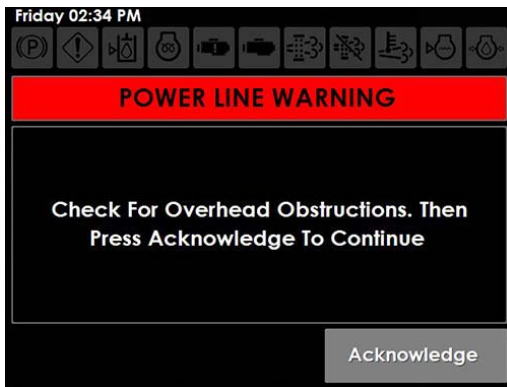 Friday 02:34 PM
P
POWER LINE WARNING
Check For Overhead Obstructions. Then
Press Acknowledge To Continue
Acknowledge